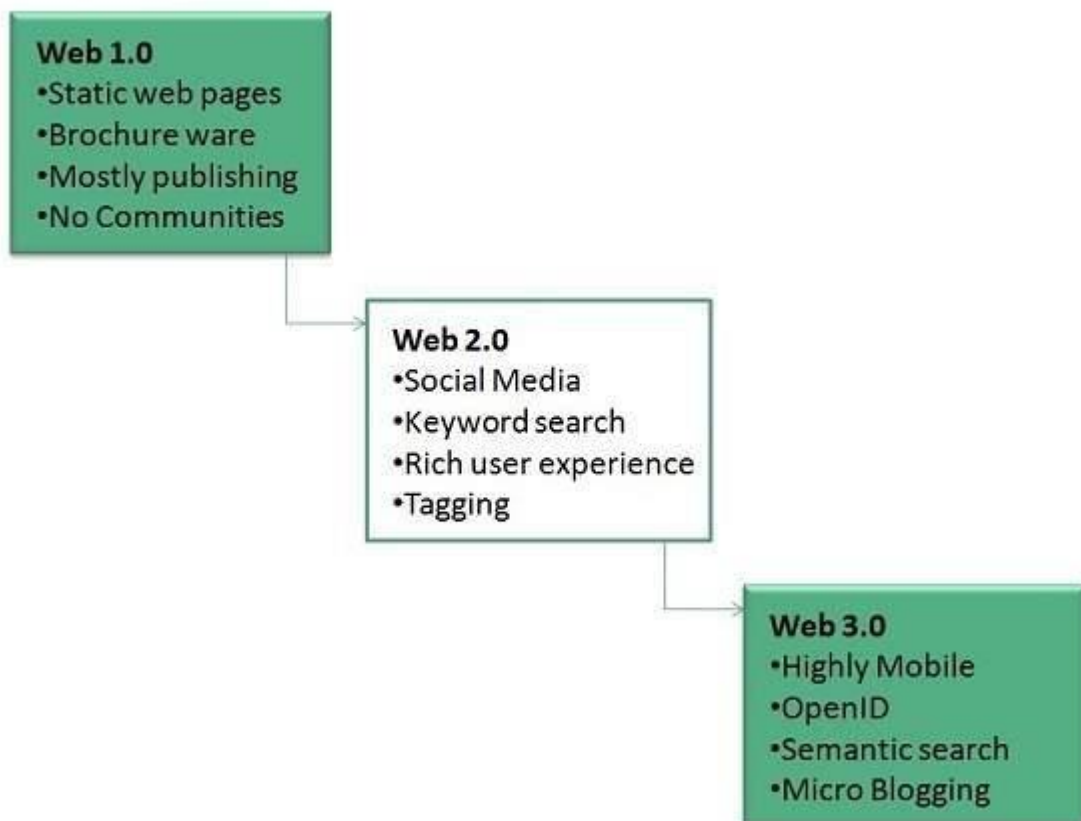 Web 1.0
•Static web pages
•Brochure ware
•Mostly publishing
•No Communities
Web 2.0
•Social Media
•Keyword search
•Rich user experience
•Tagging
Web 3.0
•Highly Mobile
•OpenID
•Semantic search
•Micro Blogging